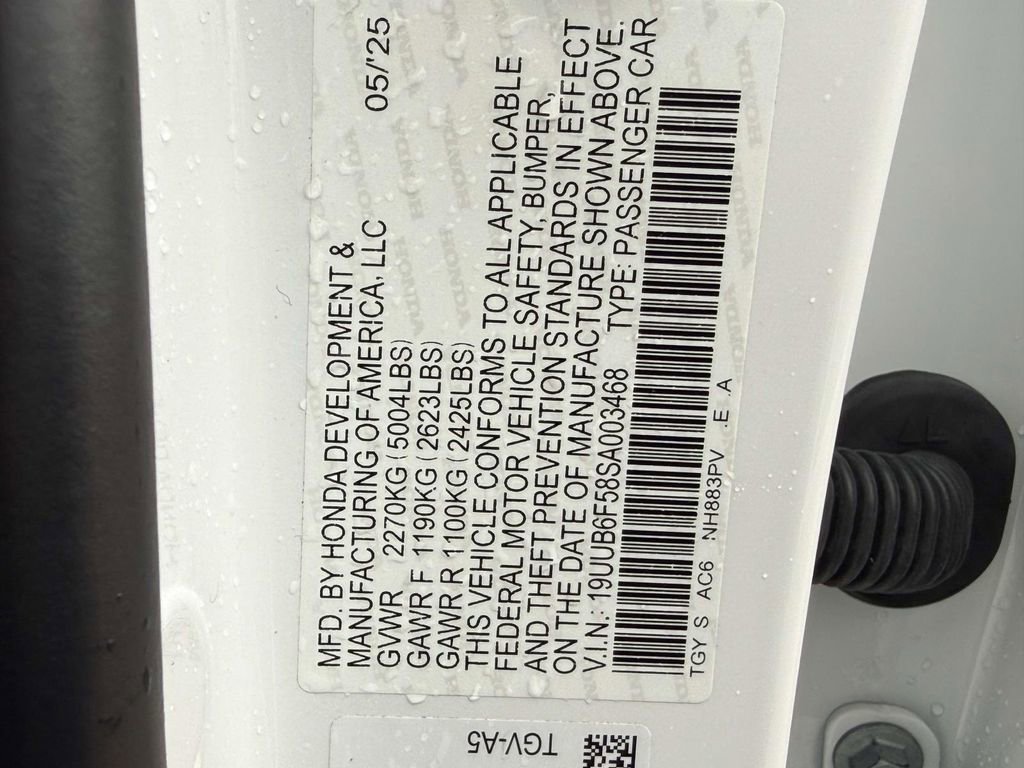 MFD. BY HONDA DEVELOPMENT &
MANUFACTURING OF AMERICA, LLC 05/'25
GVWR 2270KG (5004LBS)
GAWR F 1190KG (2623LBS)
GAWR R 1100KG (2425LBS)
THIS VEHICLE CONFORMS TO ALL APPLICABLE
FEDERAL MOTOR VEHICLE SAFETY, BUMPER,
AND THEFT PREVENTION STANDARDS IN EFFECT
ON THE DATE OF MANUFACTURE SHOWN ABOVE.
V.I.N.: 19UUB6F58SA003468 TYPE: PASSENGER CAR
TGY S AC6 NH883PV .E .A
TGV-A5